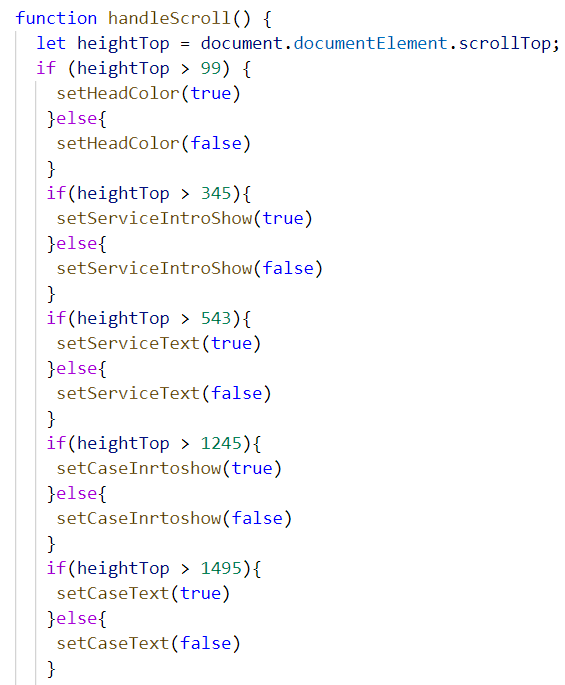 function handleScroll() {
let heightTop = document.documentElement.scrollTop;
if (heightTop > 99) {
setHeadColor(true)
}else{
setHeadColor(false)
}
if(heightTop > 345){
setServiceIntroShow(true)
}else{
setServiceIntroShow(false)
}
if(heightTop > 543){
setServiceText(true)
}else{
setServiceText(false)
}
if(heightTop > 1245){
setCaseInrtoshow(true)
}else{
setCaseInrtoshow(false)
}
if(heightTop > 1495){
setCaseText(true)
}else{
setCaseText(false)
}